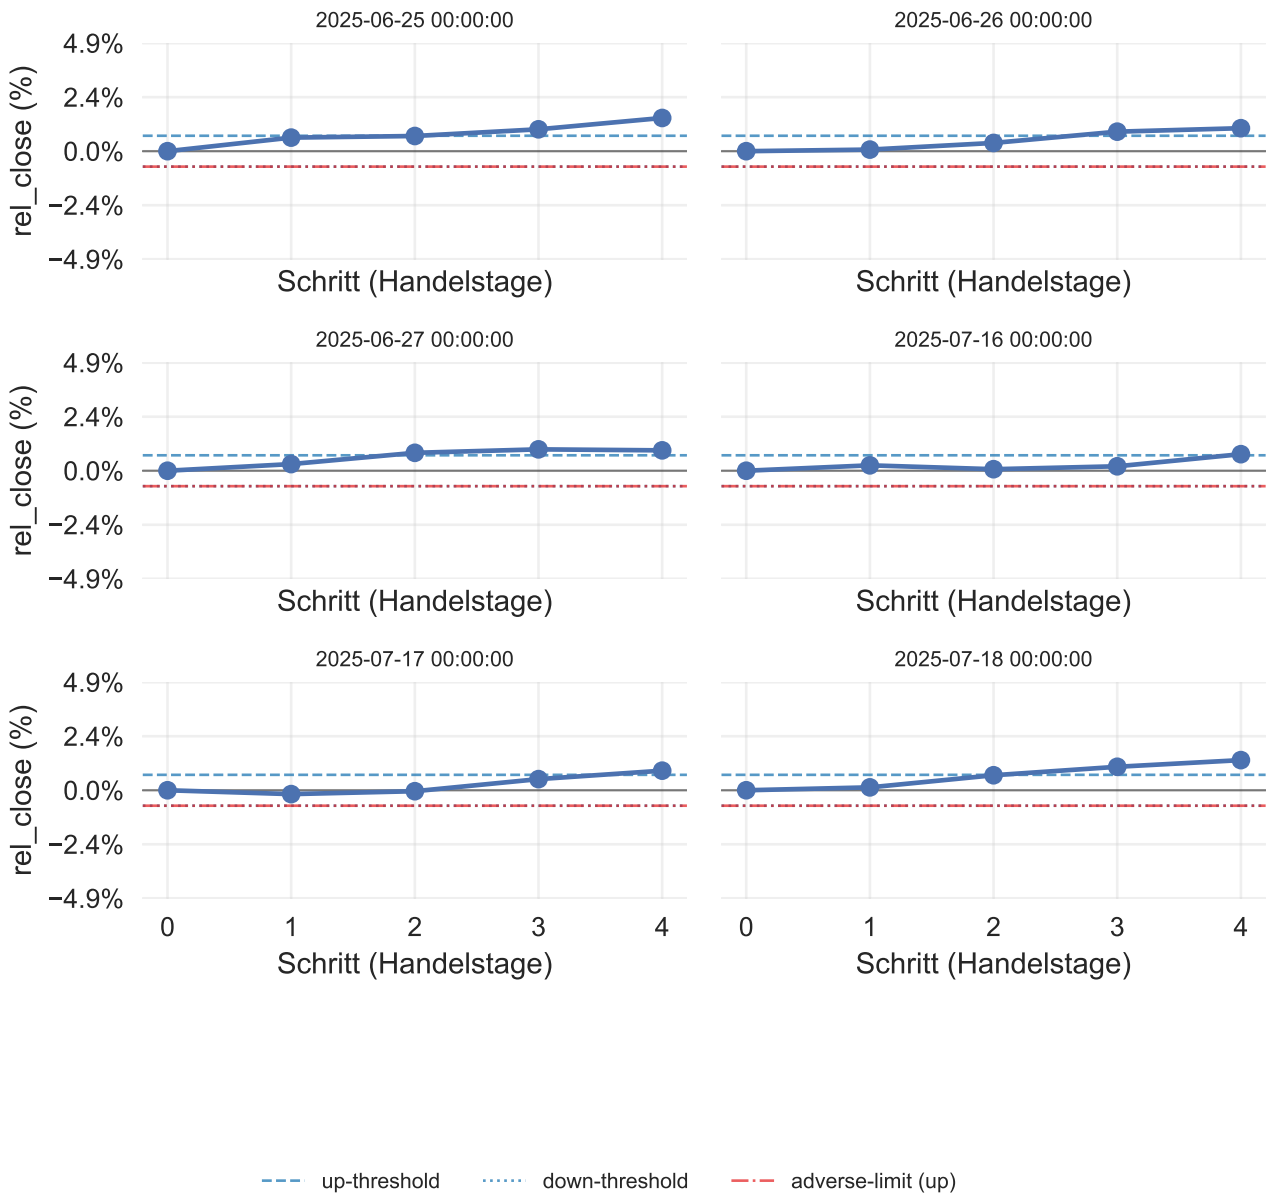 2025-06-25 00:00:00
2025-06-26 00:00:00
4.9%
2.4%
0.0%
−2.4%
−4.9%
rel_close (%)
Schritt (Handelstage)
Schritt (Handelstage)
2025-06-27 00:00:00
2025-07-16 00:00:00
4.9%
2.4%
0.0%
−2.4%
−4.9%
rel_close (%)
Schritt (Handelstage)
Schritt (Handelstage)
2025-07-17 00:00:00
2025-07-18 00:00:00
4.9%
2.4%
0.0%
−2.4%
−4.9%
rel_close (%)
0 1 2 3 4
0 1 2 3 4
Schritt (Handelstage)
Schritt (Handelstage)
up-threshold
down-threshold
adverse-limit (up)